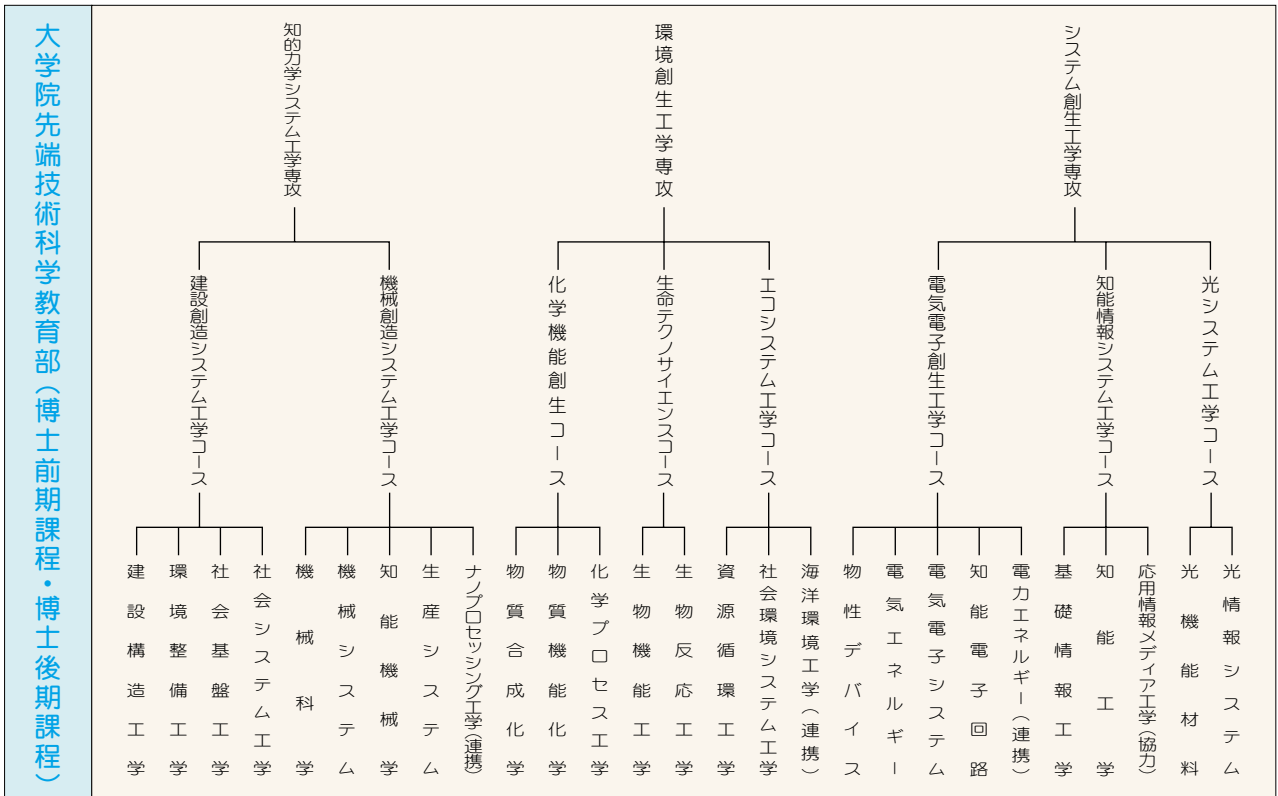 大学院先端技術科学教育部（博士前期課程・博士後期課程）
知的力学システム工学専攻
環境創生工学専攻
システム創生工学専攻
建設創造システム工学コース
機械創造システム工学コース
化学機能創生コース
生命テクノサイエンスコース
エコシステム工学コース
電気電子創生工学コース
知能情報システム工学コース
光システム工学コース
建設構造工学
環境整備工学
社会基盤工学
社会システム工学
機械科学
機械システム
知能機械学
生産システム
ナノプロセッシング工学（連携）
物質合成化学
物質機能化学
化学プロセス工学
生物機能工学
生物反応工学
資源循環工学
社会環境システム工学
海洋環境工学（連携）
物性デバイス
電気エネルギー
電気電子システム
知能電子回路
電力エネルギー（連携）
基礎情報工学
知能工学
応用情報メディア工学（協力）
光機能材料
光情報システム